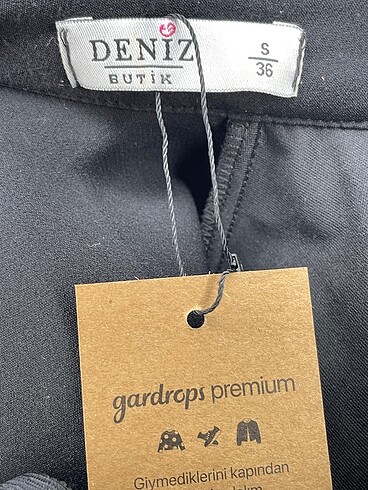 DENİZ
BUTİK
S
36
gardrops premium
Giymediklerini kapından